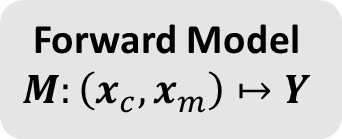 Forward Model
M: (x_c, x_m) ↦ Y